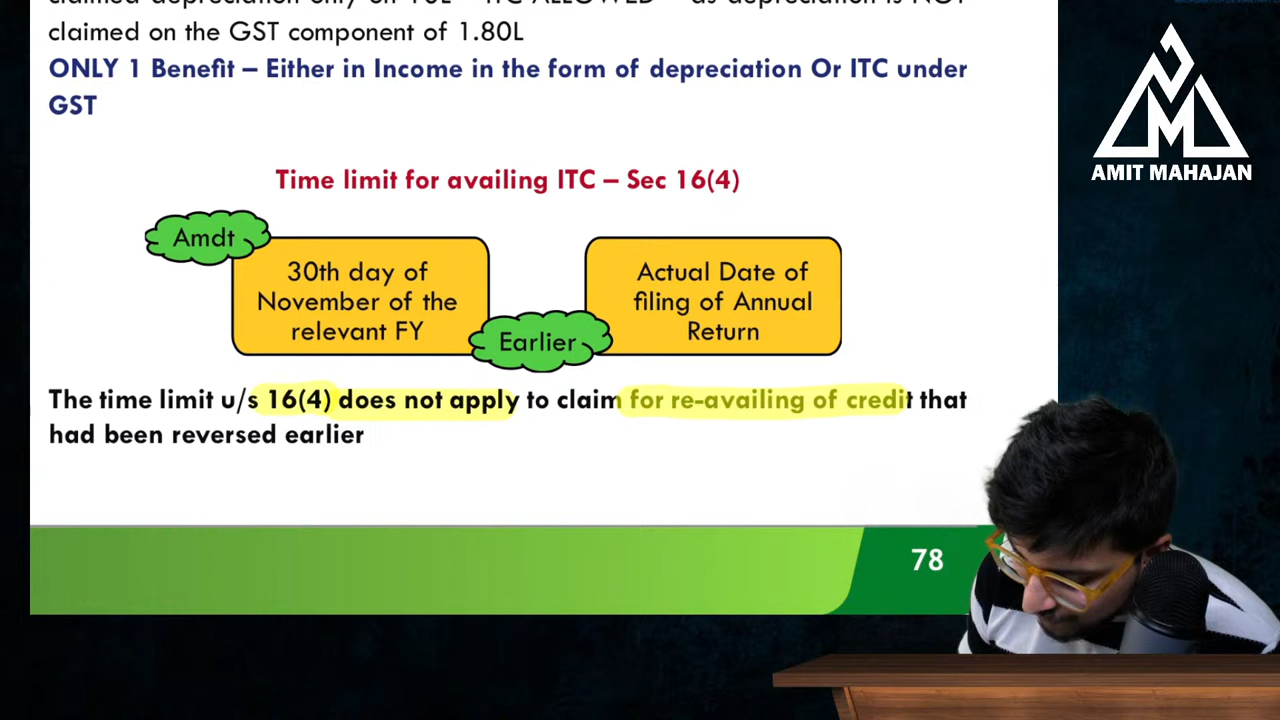 claimed depreciation only on 10L – ITC ALLOWED – as depreciation is NOT
claimed on the GST component of 1.80L
ONLY 1 Benefit – Either in Income in the form of depreciation Or ITC under
GST
Time limit for availing ITC – Sec 16(4)
Amdt
30th day of
November of the
relevant FY
Earlier
Actual Date of
filing of Annual
Return
The time limit u/s 16(4) does not apply to claim for re-availing of credit that
had been reversed earlier
78
AMIT MAHAJAN